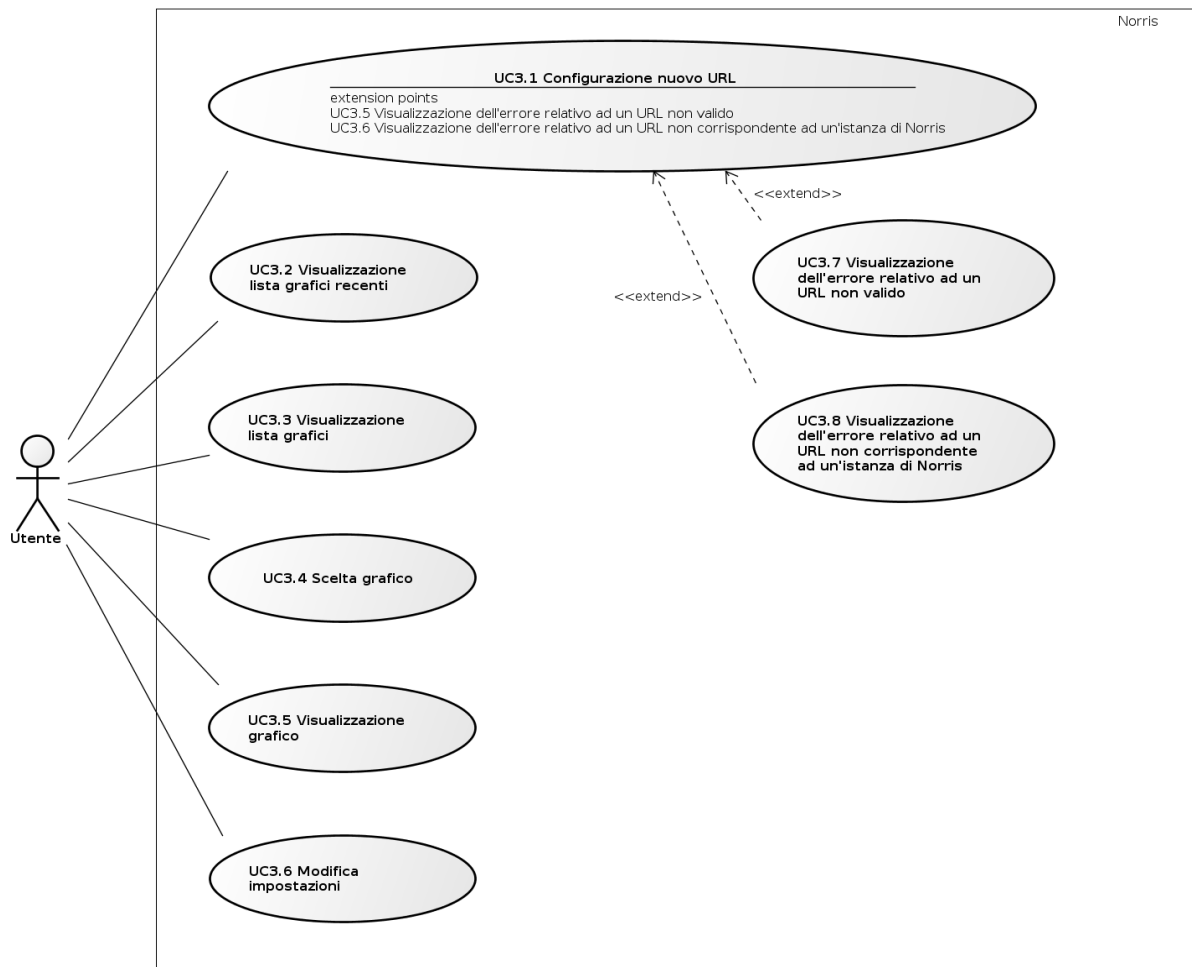 Norris
UC3.1 Configurazione nuovo URL
extension points
UC3.5 Visualizzazione dell'errore relativo ad un URL non valido
UC3.6 Visualizzazione dell'errore relativo ad un URL non corrispondente ad un'istanza di Norris
<<extend>>
UC3.2 Visualizzazione
lista grafici recenti
UC3.7 Visualizzazione
dell'errore relativo ad un
URL non valido
<<extend>>
UC3.3 Visualizzazione
lista grafici
UC3.8 Visualizzazione
dell'errore relativo ad un
URL non corrispondente
ad un'istanza di Norris
Utente
UC3.4 Scelta grafico
UC3.5 Visualizzazione
grafico
UC3.6 Modifica
impostazioni